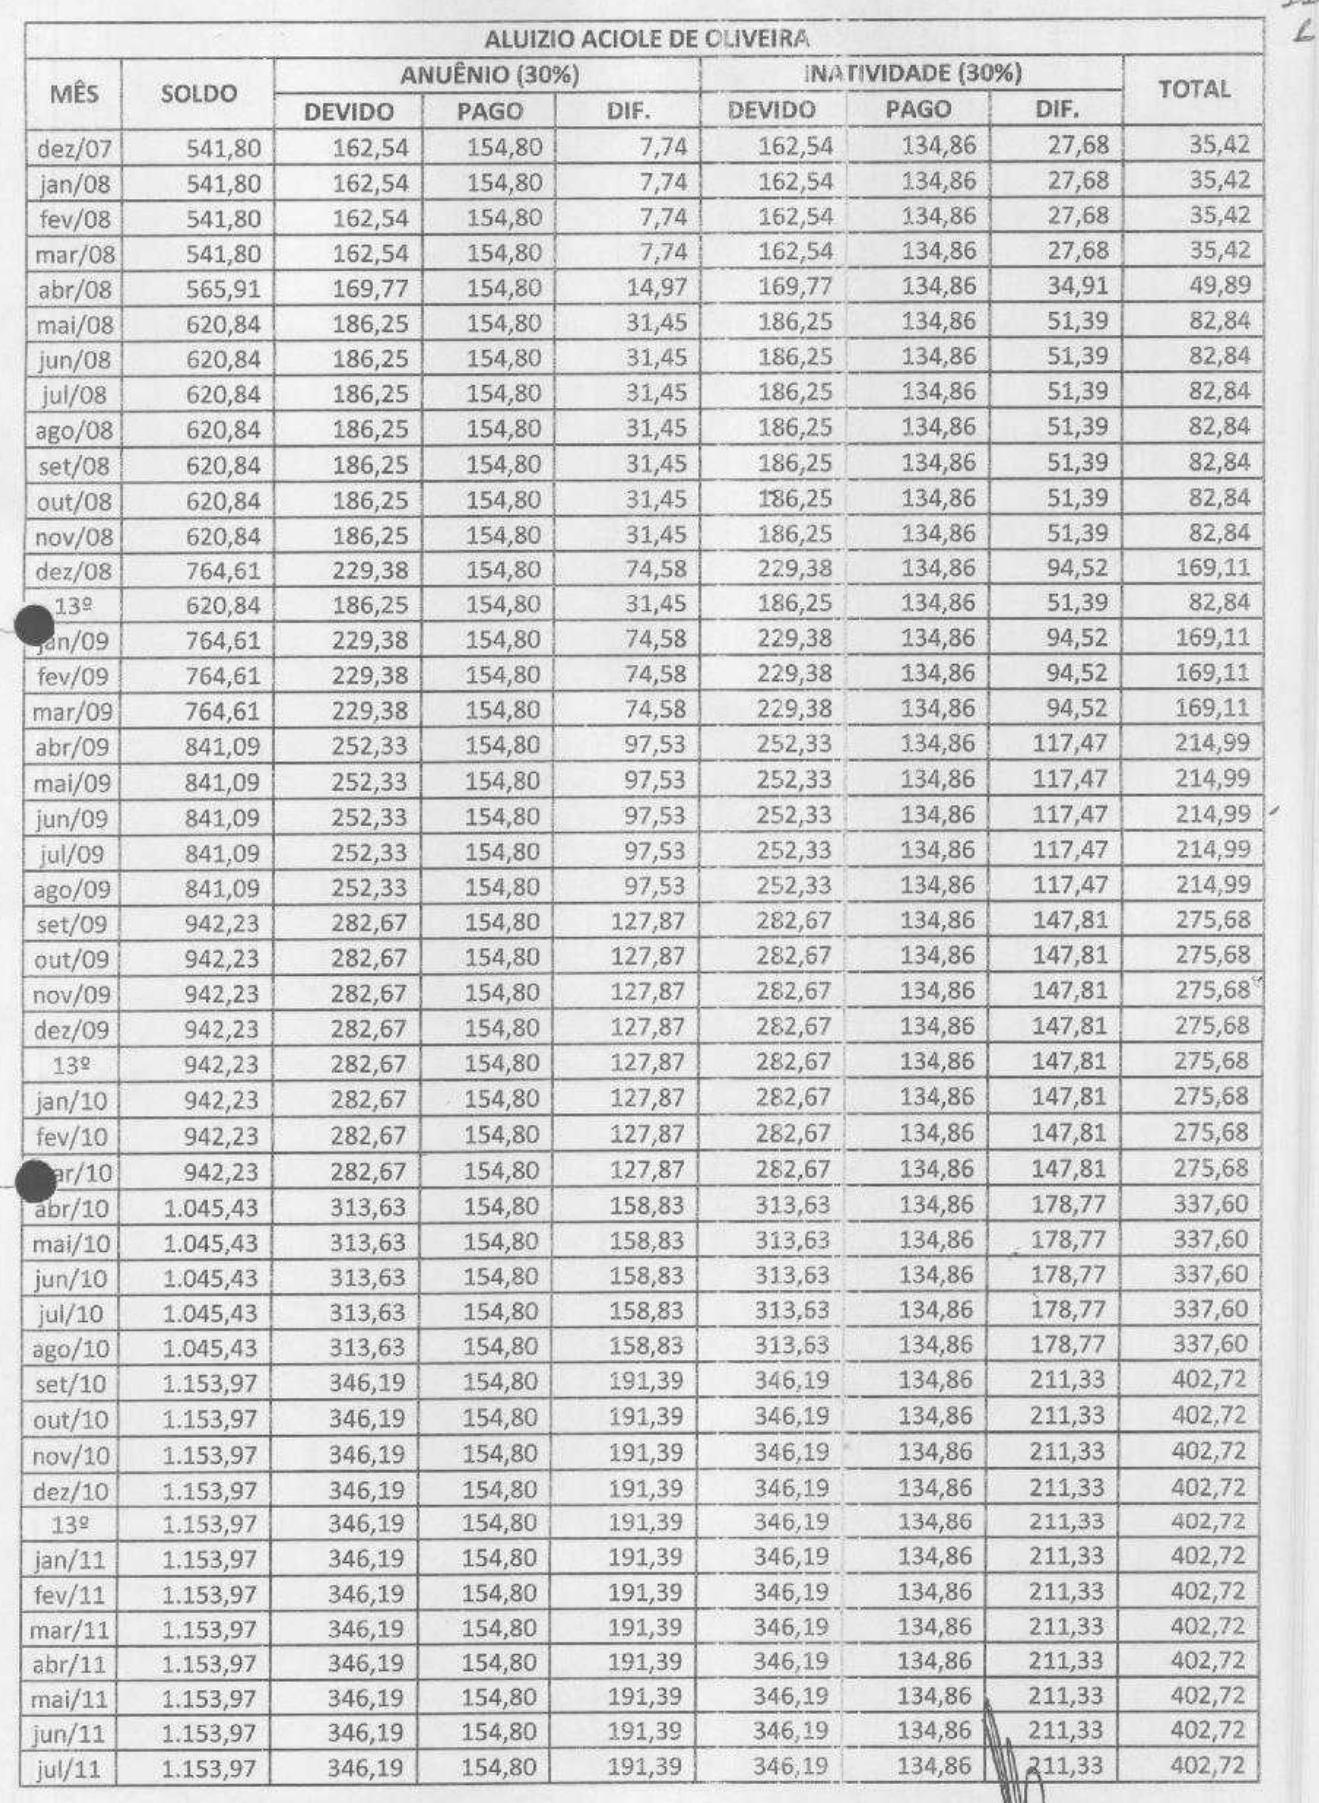 ALUIZIO ACIOLE DE OLIVEIRA
MÊS SOLDO ANUÊNIO (30%) INATIVIDADE (30%) TOTAL
DEVIDO PAGO DIF. DEVIDO PAGO DIF.
dez/07 541,80 162,54 154,80 7,74 162,54 134,86 27,68 35,42
jan/08 541,80 162,54 154,80 7,74 162,54 134,86 27,68 35,42
fev/08 541,80 162,54 154,80 7,74 162,54 134,86 27,68 35,42
mar/08 541,80 162,54 154,80 7,74 162,54 134,86 27,68 35,42
abr/08 565,91 169,77 154,80 14,97 169,77 134,86 34,91 49,89
mai/08 620,84 186,25 154,80 31,45 186,25 134,86 51,39 82,84
jun/08 620,84 186,25 154,80 31,45 186,25 134,86 51,39 82,84
jul/08 620,84 186,25 154,80 31,45 186,25 134,86 51,39 82,84
ago/08 620,84 186,25 154,80 31,45 186,25 134,86 51,39 82,84
set/08 620,84 186,25 154,80 31,45 186,25 134,86 51,39 82,84
out/08 620,84 186,25 154,80 31,45 186,25 134,86 51,39 82,84
nov/08 620,84 186,25 154,80 31,45 186,25 134,86 51,39 82,84
dez/08 764,61 229,38 154,80 74,58 229,38 134,86 94,52 169,11
13º 620,84 186,25 154,80 31,45 186,25 134,86 51,39 82,84
jan/09 764,61 229,38 154,80 74,58 229,38 134,86 94,52 169,11
fev/09 764,61 229,38 154,80 74,58 229,38 134,86 94,52 169,11
mar/09 764,61 229,38 154,80 74,58 229,38 134,86 94,52 169,11
abr/09 841,09 252,33 154,80 97,53 252,33 134,86 117,47 214,99
mai/09 841,09 252,33 154,80 97,53 252,33 134,86 117,47 214,99
jun/09 841,09 252,33 154,80 97,53 252,33 134,86 117,47 214,99
jul/09 841,09 252,33 154,80 97,53 252,33 134,86 117,47 214,99
ago/09 841,09 252,33 154,80 97,53 252,33 134,86 117,47 214,99
set/09 942,23 282,67 154,80 127,87 282,67 134,86 147,81 275,68
out/09 942,23 282,67 154,80 127,87 282,67 134,86 147,81 275,68
nov/09 942,23 282,67 154,80 127,87 282,67 134,86 147,81 275,68
dez/09 942,23 282,67 154,80 127,87 282,67 134,86 147,81 275,68
13º 942,23 282,67 154,80 127,87 282,67 134,86 147,81 275,68
jan/10 942,23 282,67 154,80 127,87 282,67 134,86 147,81 275,68
fev/10 942,23 282,67 154,80 127,87 282,67 134,86 147,81 275,68
ar/10 942,23 282,67 154,80 127,87 282,67 134,86 147,81 275,68
abr/10 1.045,43 313,63 154,80 158,83 313,63 134,86 178,77 337,60
mai/10 1.045,43 313,63 154,80 158,83 313,63 134,86 178,77 337,60
jun/10 1.045,43 313,63 154,80 158,83 313,63 134,86 178,77 337,60
jul/10 1.045,43 313,63 154,80 158,83 313,63 134,86 178,77 337,60
ago/10 1.045,43 313,63 154,80 158,83 313,63 134,86 178,77 337,60
set/10 1.153,97 346,19 154,80 191,39 346,19 134,86 211,33 402,72
out/10 1.153,97 346,19 154,80 191,39 346,19 134,86 211,33 402,72
nov/10 1.153,97 346,19 154,80 191,39 346,19 134,86 211,33 402,72
dez/10 1.153,97 346,19 154,80 191,39 346,19 134,86 211,33 402,72
13º 1.153,97 346,19 154,80 191,39 346,19 134,86 211,33 402,72
jan/11 1.153,97 346,19 154,80 191,39 346,19 134,86 211,33 402,72
fev/11 1.153,97 346,19 154,80 191,39 346,19 134,86 211,33 402,72
mar/11 1.153,97 346,19 154,80 191,39 346,19 134,86 211,33 402,72
abr/11 1.153,97 346,19 154,80 191,39 346,19 134,86 211,33 402,72
mai/11 1.153,97 346,19 154,80 191,39 346,19 134,86 211,33 402,72
jun/11 1.153,97 346,19 154,80 191,39 346,19 134,86 211,33 402,72
jul/11 1.153,97 346,19 154,80 191,39 346,19 134,86 211,33 402,72